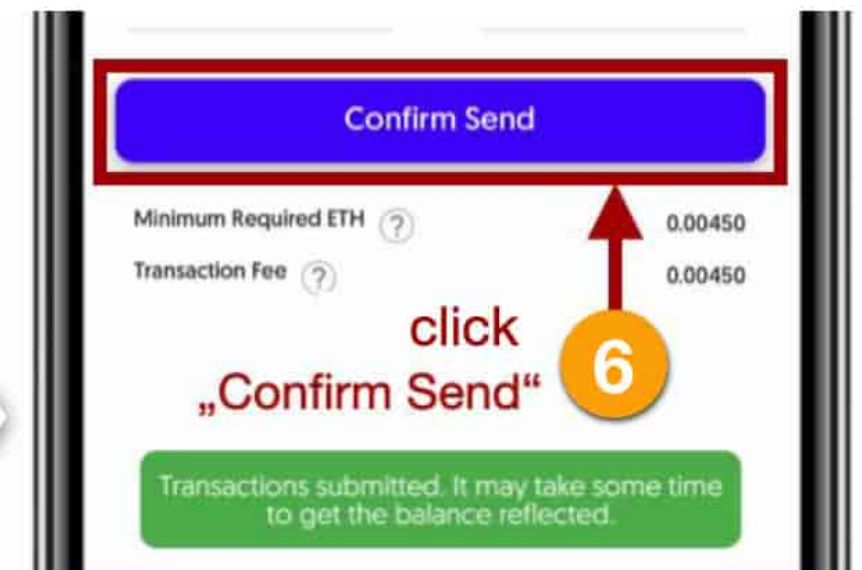 Confirm Send
Minimum Required ETH ? 0.00450
Transaction Fee ? 0.00450
click
„Confirm Send“
6
Transactions submitted. It may take some time
to get the balance reflected.